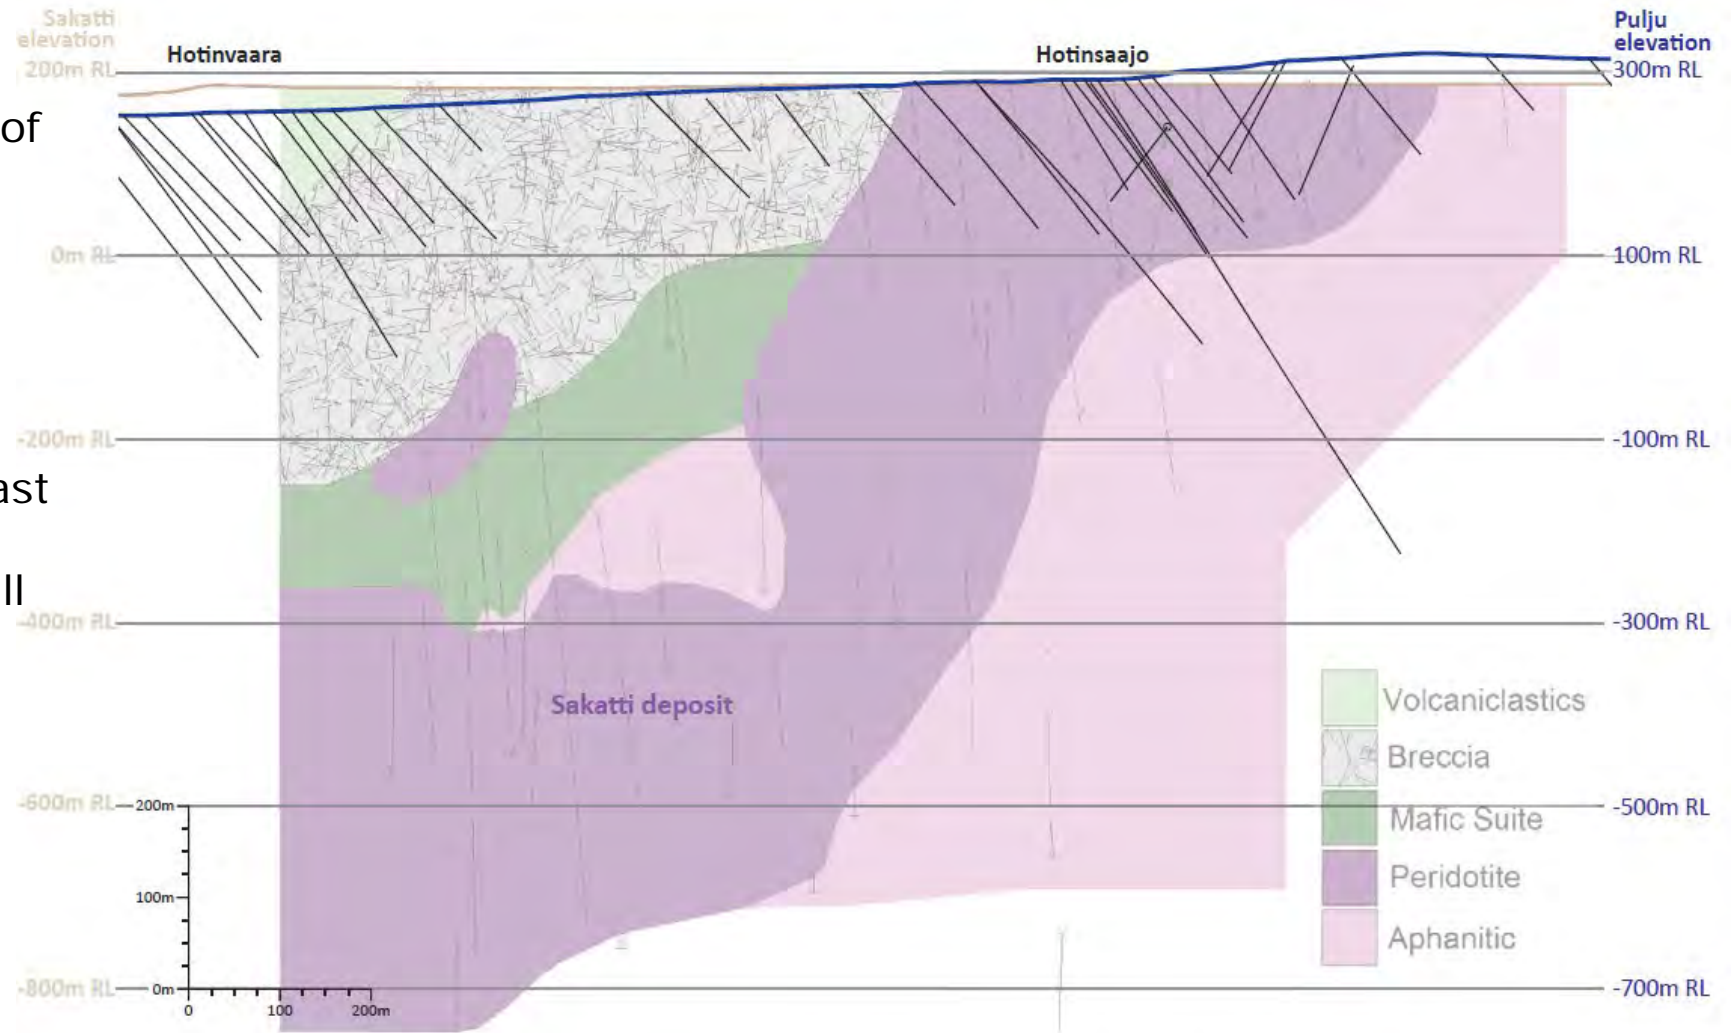 Sakatti
elevation
Pulju
elevation
Hotinvaara
Hotinsaajo
200m RL
300m RL
of
0m RL
100m RL
-200m RL
-100m RL
ast
ll
-400m RL
-300m RL
Sakatti deposit
Volcaniclastics
Breccia
-600m RL
200m
-500m RL
Mafic Suite
Peridotite
100m
Aphanitic
-800m RL
0m
-700m RL
0 100 200m